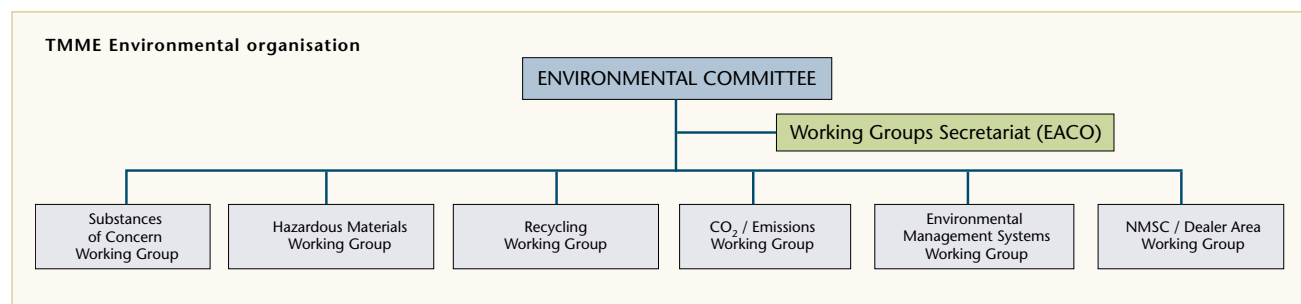 TMME Environmental organisation
ENVIRONMENTAL COMMITTEE
Working Groups Secretariat (EACO)
Substances
of Concern
Working Group
Hazardous Materials
Working Group
Recycling
Working Group
CO₂ / Emissions
Working Group
Environmental
Management Systems
Working Group
NMSC / Dealer Area
Working Group